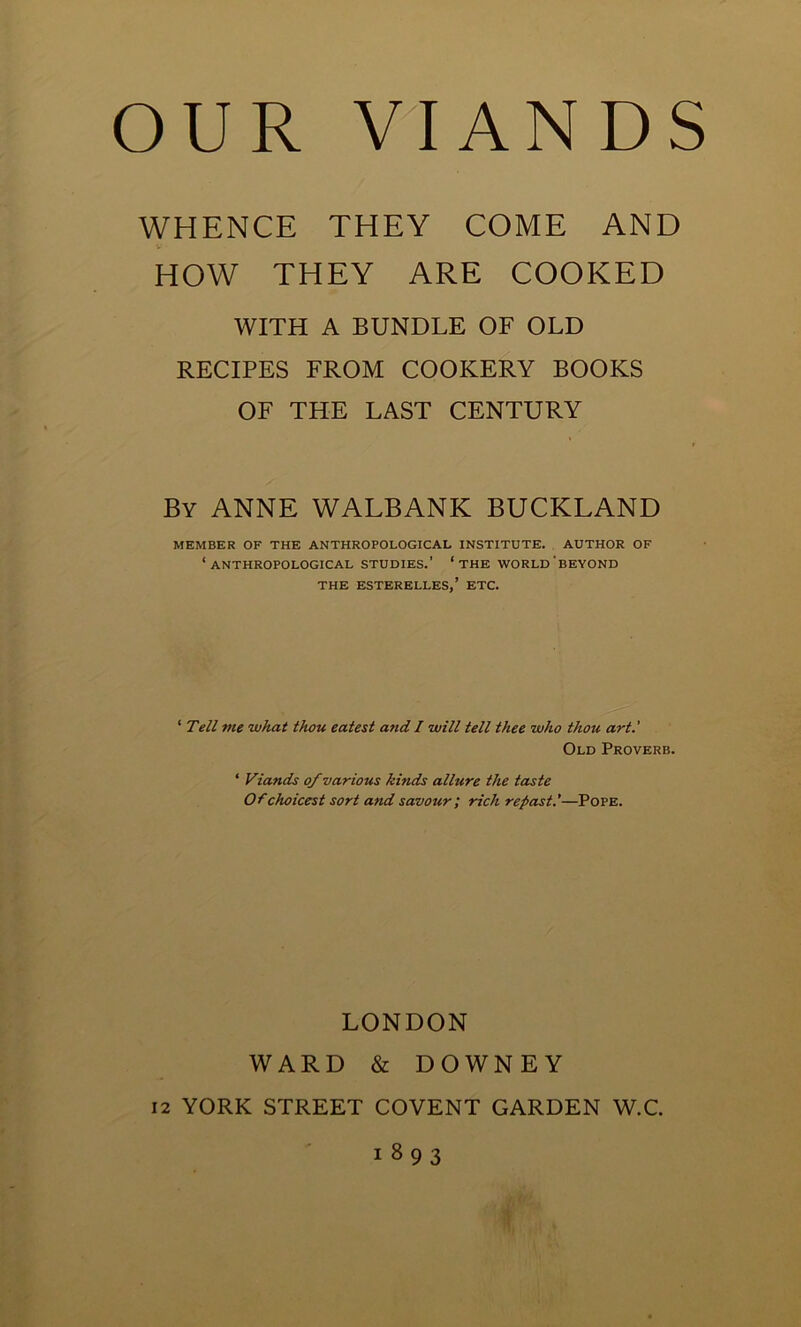 OUR VIANDS
WHENCE THEY COME AND
HOW THEY ARE COOKED
WITH A BUNDLE OF OLD
RECIPES FROM COOKERY BOOKS
OF THE LAST CENTURY
By ANNE WALBANK BUCKLAND
MEMBER OF THE ANTHROPOLOGICAL INSTITUTE. AUTHOR OF
‘ANTHROPOLOGICAL STUDIES.’ ‘THE WORLD BEYOND
THE ESTERELLES,’ ETC.
‘Tell me what thou eatest and I will tell thee who thou art.’
OLD PROVERB.
‘Viands of various kinds allure the taste
Of choicest sort and savour; rich repast.’—POPE.
LONDON
WARD & DOWNEY
12 YORK STREET COVENT GARDEN W.C.
1893